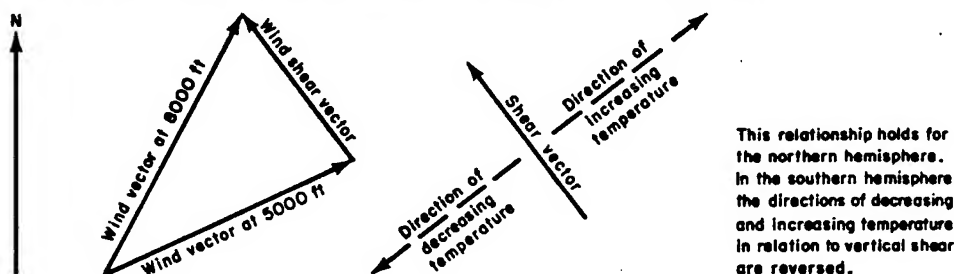 N
Wind vector at 8000 ft
Wind shear vector
Wind vector at 5000 ft
Shear vector
Direction of
increasing
temperature
Direction of
decreasing
temperature
This relationship holds for
the northern hemisphere.
In the southern hemisphere
the directions of decreasing
and increasing temperature
in relation to vertical shear
are reversed.